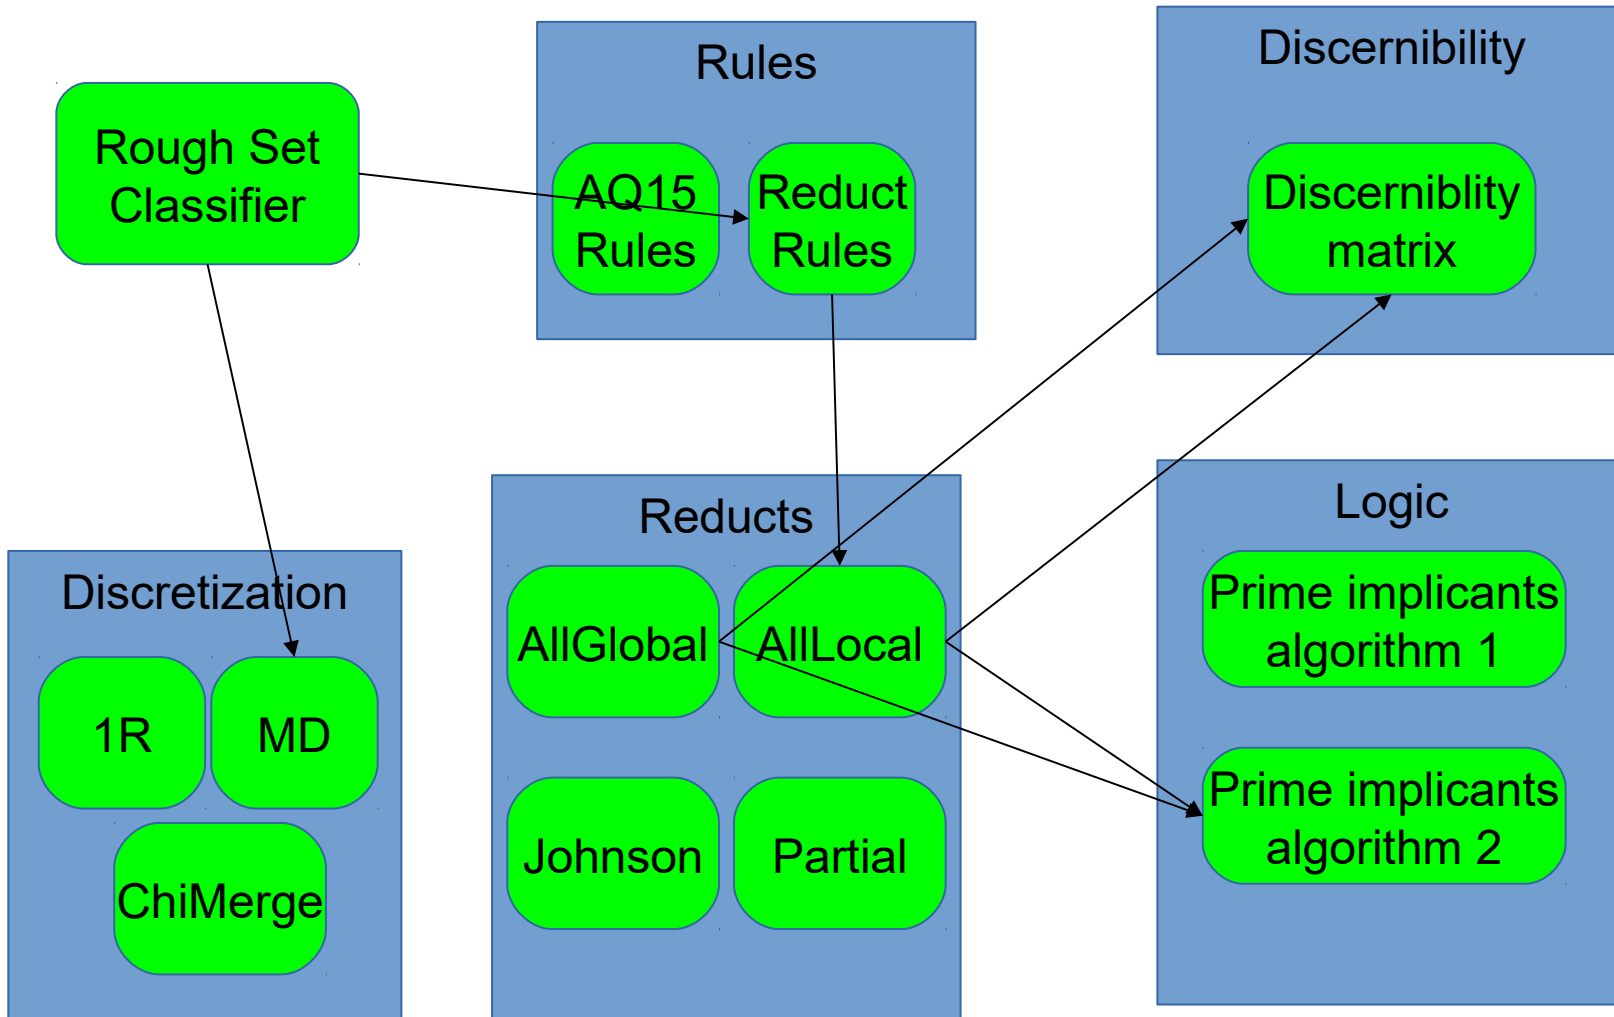 Rough Set
Classifier
Rules
AQ15
Rules
Reduct
Rules
Discernibility
Discerniblity
matrix
Discretization
1R
MD
ChiMerge
Reducts
AllGlobal
AllLocal
Johnson
Partial
Logic
Prime implicants
algorithm 1
Prime implicants
algorithm 2